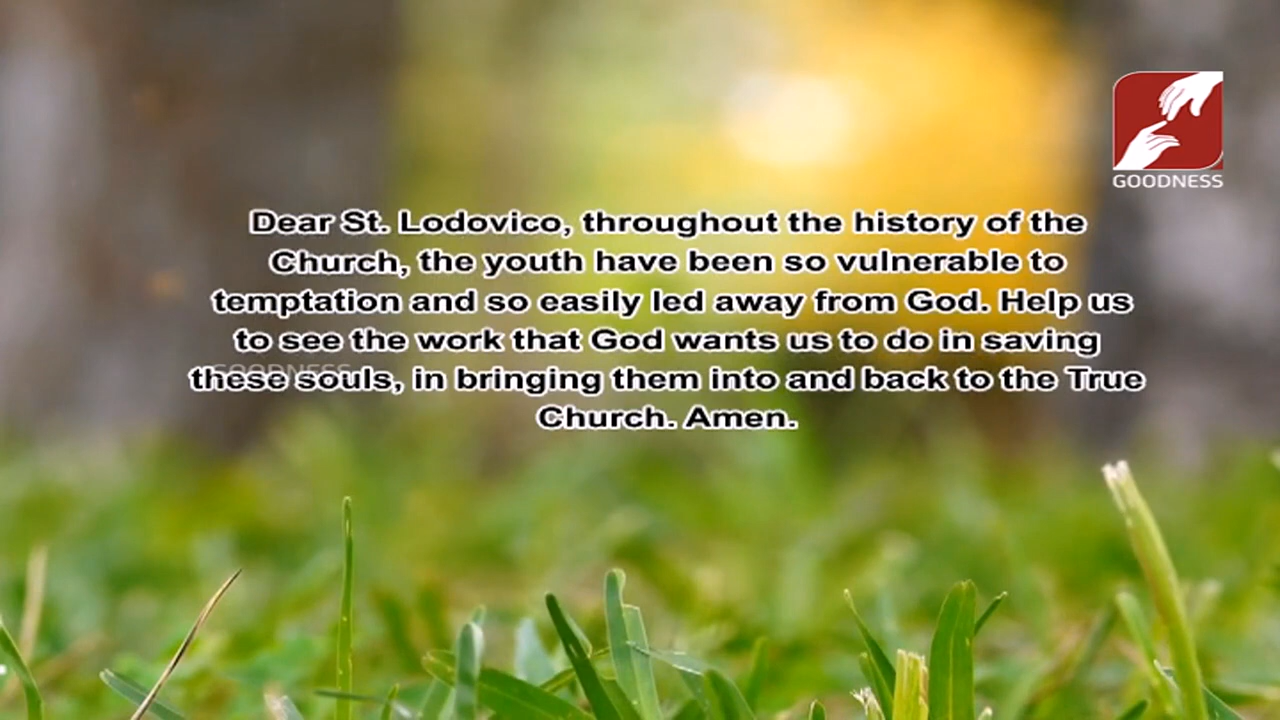 GOODNESS
Dear St. Lodovico, throughout the history of the
Church, the youth have been so vulnerable to
temptation and so easily led away from God. Help us
to see the work that God wants us to do in saving
GOODNESS
these souls, in bringing them into and back to the True
Church. Amen.